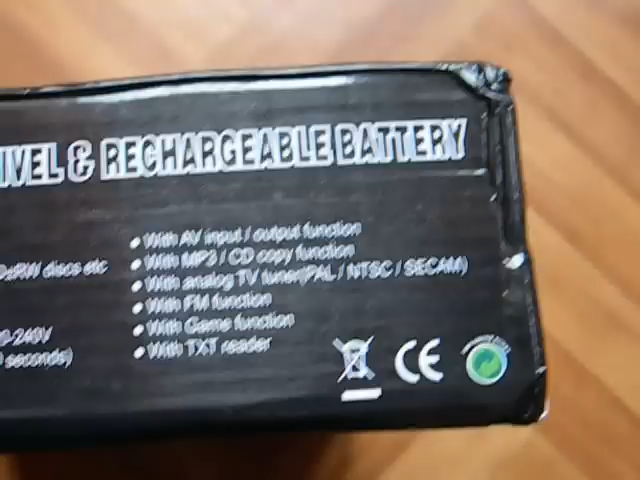 IVEL & RECHARGEABLE BATTERY
• With AV input / output function
• With MP3 / CD copy function
±RW discs etc
• With analog TV tuner(PAL / NTSC / SECAM)
• With FM function
• With Game function
0-240V
• With TXT reader
seconds)
CE